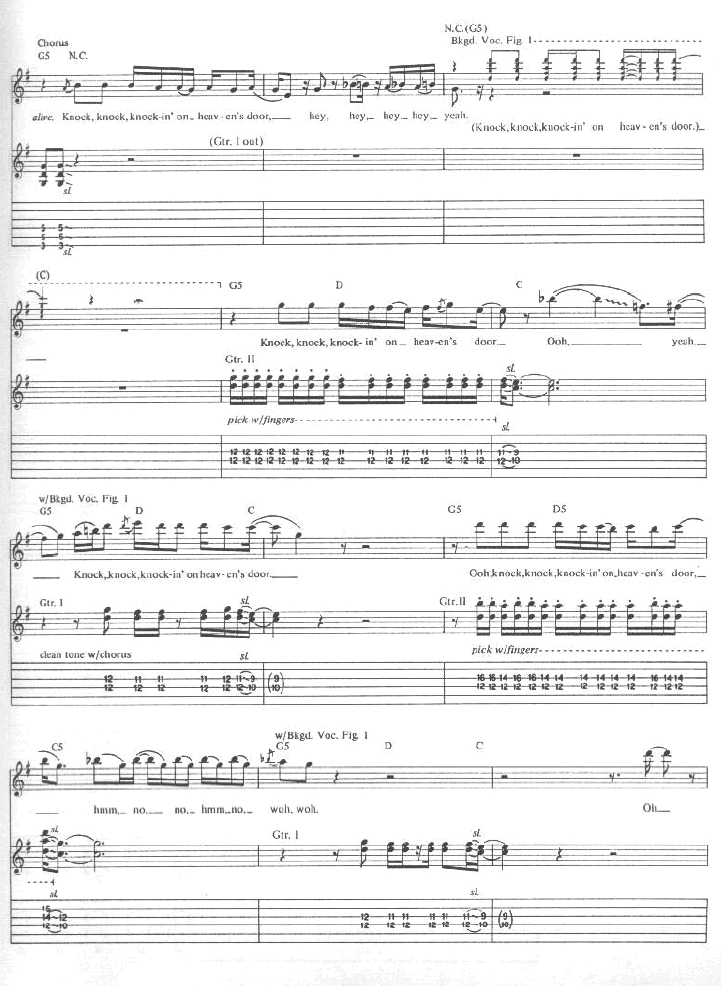 N.C.(G5)
Chorus
Bkgd. Voc. Fig. 1
G5 N.C.
alive. Knock, knock, knock-in' on heav-en's door, hey, hey, hey, hey, yeah.
(Knock, knock, knock-in' on heav-en's door.)
(Gtr. I out)
sl.
5 5
5 5
3 3
sl.
(C)
G5 D C
Knock, knock, knock-in' on heav-en's door. Ooh, yeah.
Gtr. II
sl.
pick w/fingers
sl.
12 12 12 12 12 12 12 11 11 11 11 11 11 11 11 9
12 12 12 12 12 12 12 12 12 12 12 12 12 12 12 10
w/Bkgd. Voc. Fig. 1
G5 D C G5 D5
Knock, knock, knock-in' on heav-en's door. Ooh, knock, knock, knock-in' on heav-en's door,
Gtr. I sl. Gtr. II
clean tone w/chorus sl. pick w/fingers
12 11 11 11 12 11 9 (9)
12 12 12 12 12 12 10 (10)
16 16 14 16 14 14 14 14 14 16 14 14
12 12 12 12 12 12 12 12 12 12 12 12
w/Bkgd. Voc. Fig. 1
C5 G5 D C
hmm, no, no, hmm, no, woh, woh. Oh
sl. Gtr. I sl.
sl. sl.
15
14 12
12 10
12 11 11 11 11 11 9 (9)
12 12 12 12 12 12 10 (10)